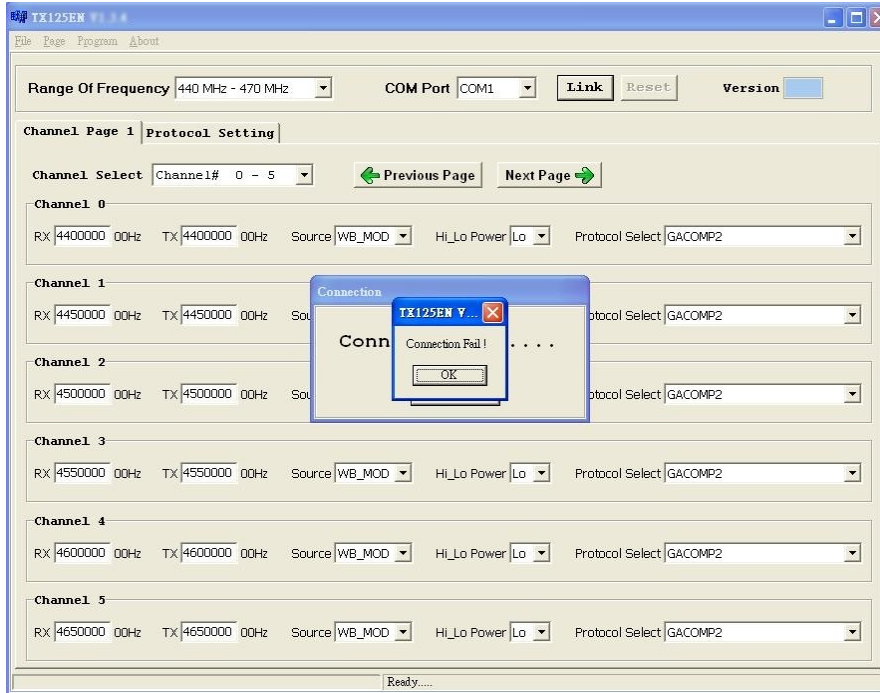 TX125EN V1.3.4
File Page Program About
Range Of Frequency 440 MHz - 470 MHz COM Port COM1 Link Reset Version
Channel Page 1 Protocol Setting
Channel Select Channel# 0 - 5 Previous Page Next Page
Channel 0
RX 4400000 00Hz TX 4400000 00Hz Source WB_MOD Hi_Lo Power Lo Protocol Select GACOMP2
Channel 1
RX 4450000 00Hz TX 4450000 00Hz Sou otocol Select GACOMP2
Channel 2
RX 4500000 00Hz TX 4500000 00Hz Sou otocol Select GACOMP2
Connection
Conn ....
TX125EN V...
Connection Fail !
OK
Channel 3
RX 4550000 00Hz TX 4550000 00Hz Source WB_MOD Hi_Lo Power Lo Protocol Select GACOMP2
Channel 4
RX 4600000 00Hz TX 4600000 00Hz Source WB_MOD Hi_Lo Power Lo Protocol Select GACOMP2
Channel 5
RX 4650000 00Hz TX 4650000 00Hz Source WB_MOD Hi_Lo Power Lo Protocol Select GACOMP2
Ready.....